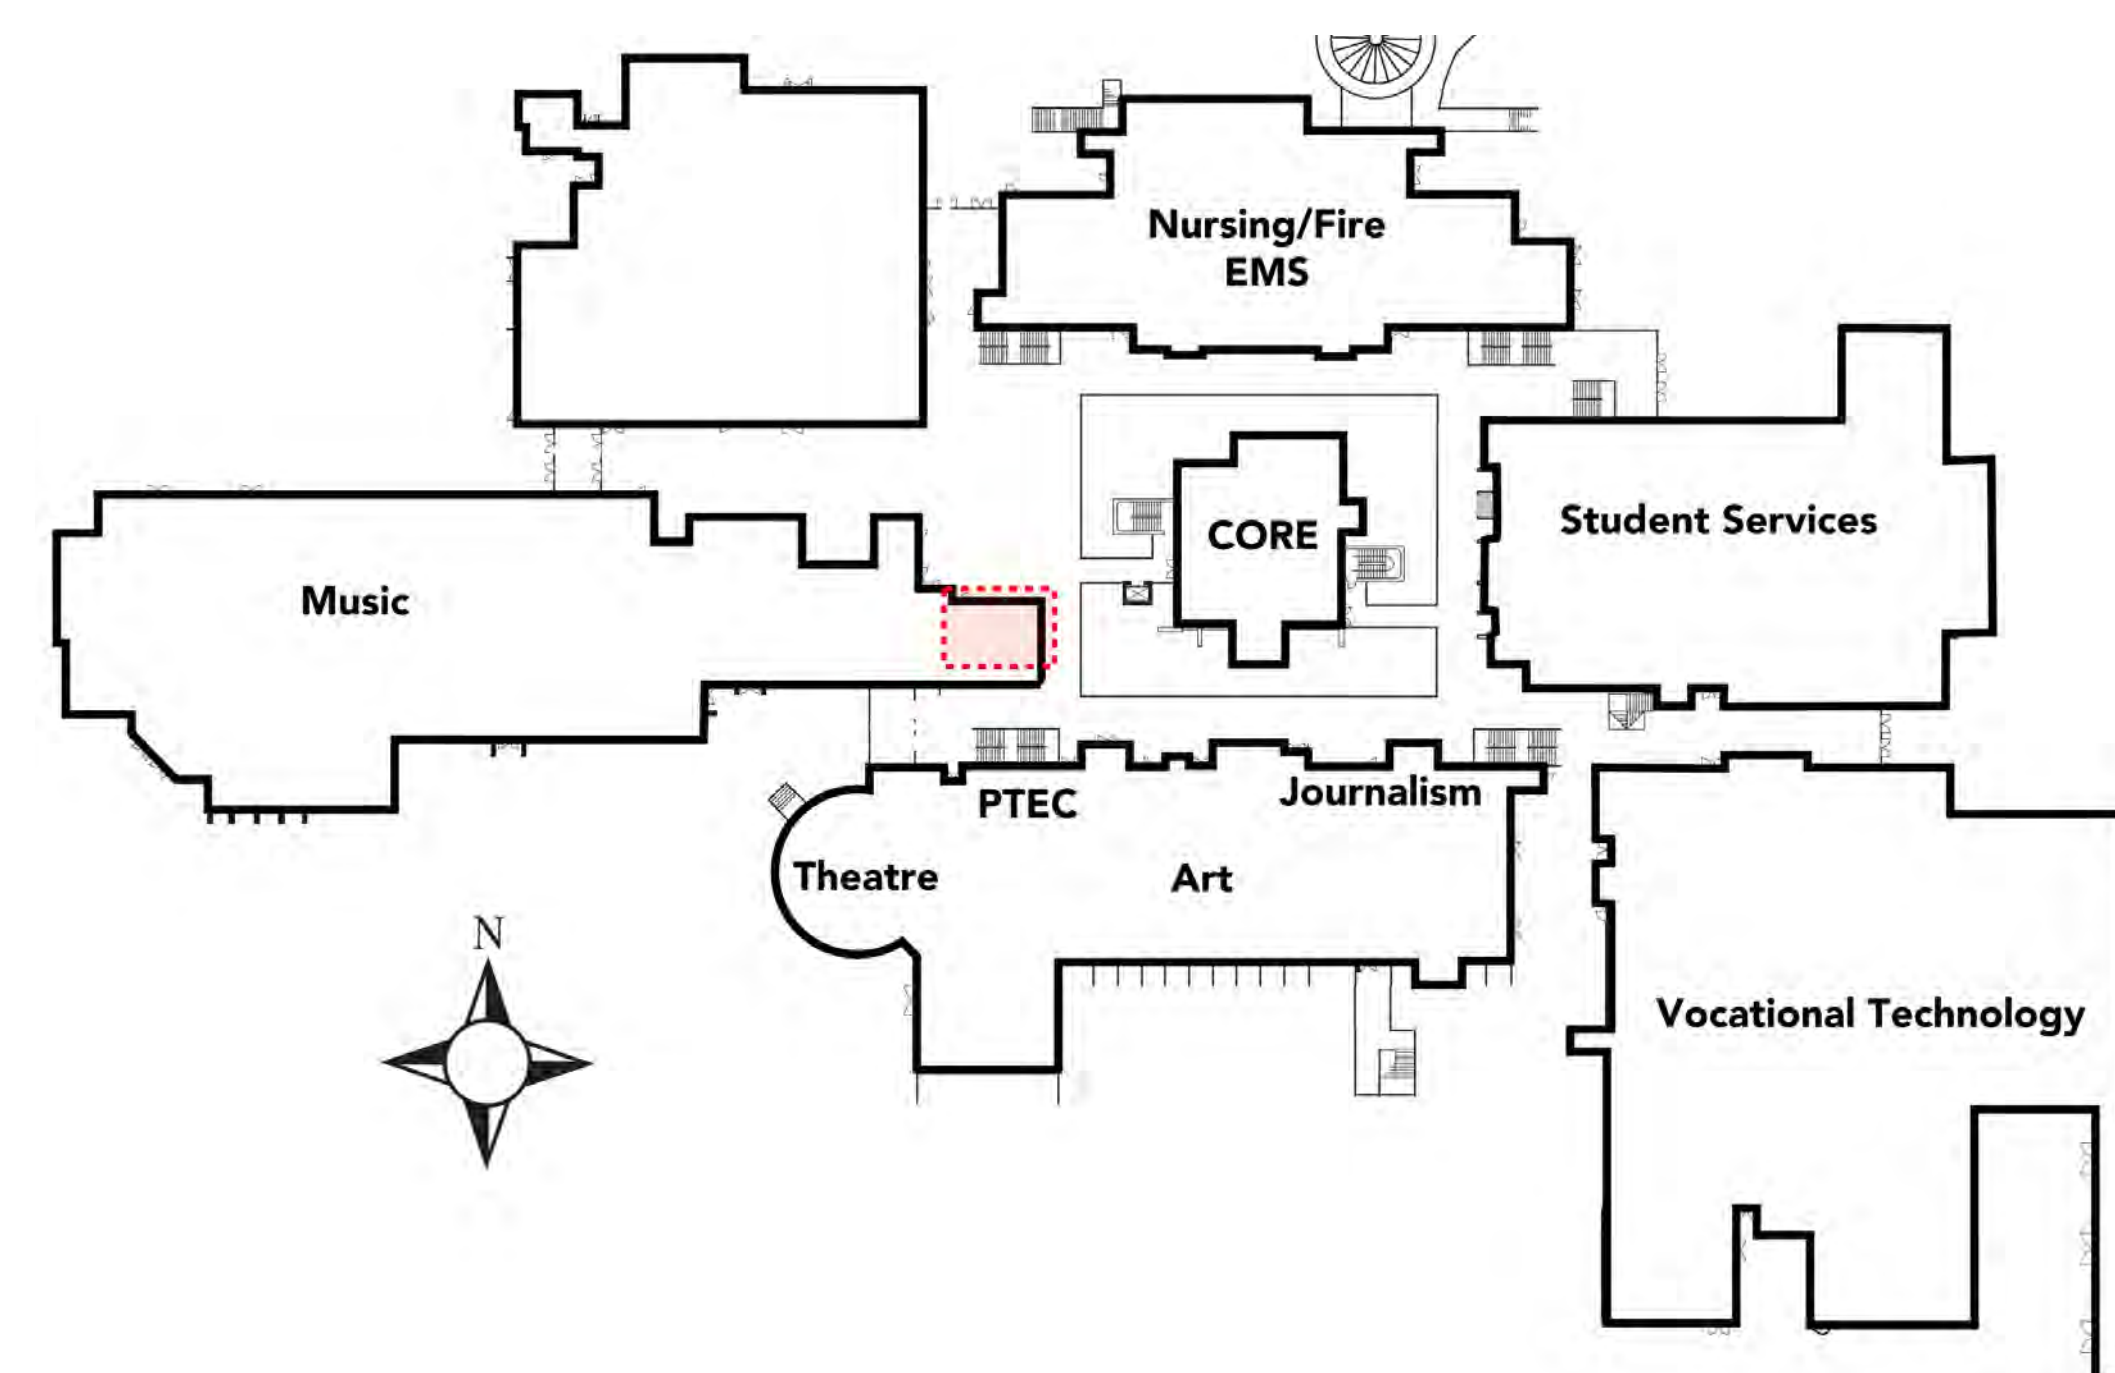 Nursing/Fire
EMS
CORE
Student Services
Music
PTEC
Journalism
Theatre
Art
N
Vocational Technology